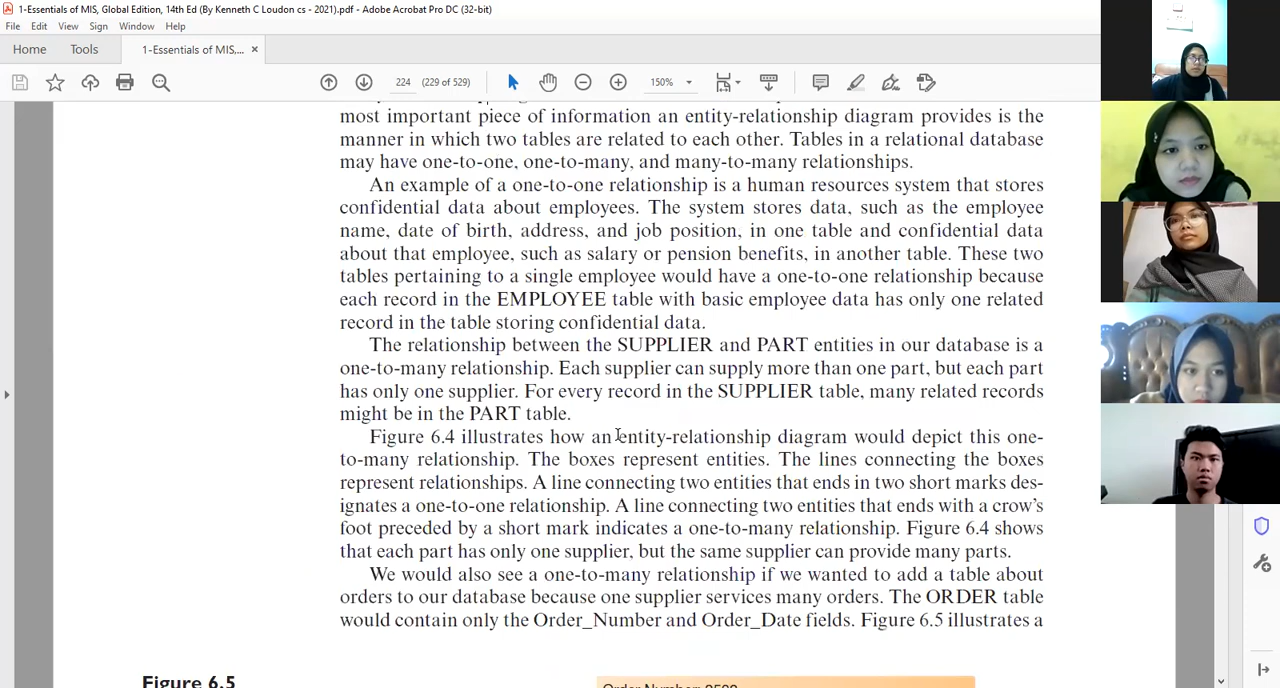 1-Essentials of MIS, Global Edition, 14th Ed (By Kenneth C Loudon cs - 2021).pdf - Adobe Acrobat Pro DC (32-bit)
File Edit View Sign Window Help
Home Tools 1-Essentials of MIS,... ×
224 (229 of 529) 150%
most important piece of information an entity-relationship diagram provides is the
manner in which two tables are related to each other. Tables in a relational database
may have one-to-one, one-to-many, and many-to-many relationships.
An example of a one-to-one relationship is a human resources system that stores
confidential data about employees. The system stores data, such as the employee
name, date of birth, address, and job position, in one table and confidential data
about that employee, such as salary or pension benefits, in another table. These two
tables pertaining to a single employee would have a one-to-one relationship because
each record in the EMPLOYEE table with basic employee data has only one related
record in the table storing confidential data.
The relationship between the SUPPLIER and PART entities in our database is a
one-to-many relationship. Each supplier can supply more than one part, but each part
has only one supplier. For every record in the SUPPLIER table, many related records
might be in the PART table.
Figure 6.4 illustrates how an entity-relationship diagram would depict this one-
to-many relationship. The boxes represent entities. The lines connecting the boxes
represent relationships. A line connecting two entities that ends in two short marks des-
ignates a one-to-one relationship. A line connecting two entities that ends with a crow's
foot preceded by a short mark indicates a one-to-many relationship. Figure 6.4 shows
that each part has only one supplier, but the same supplier can provide many parts.
We would also see a one-to-many relationship if we wanted to add a table about
orders to our database because one supplier services many orders. The ORDER table
would contain only the Order_Number and Order_Date fields. Figure 6.5 illustrates a
Figure 6.5
Order Number: